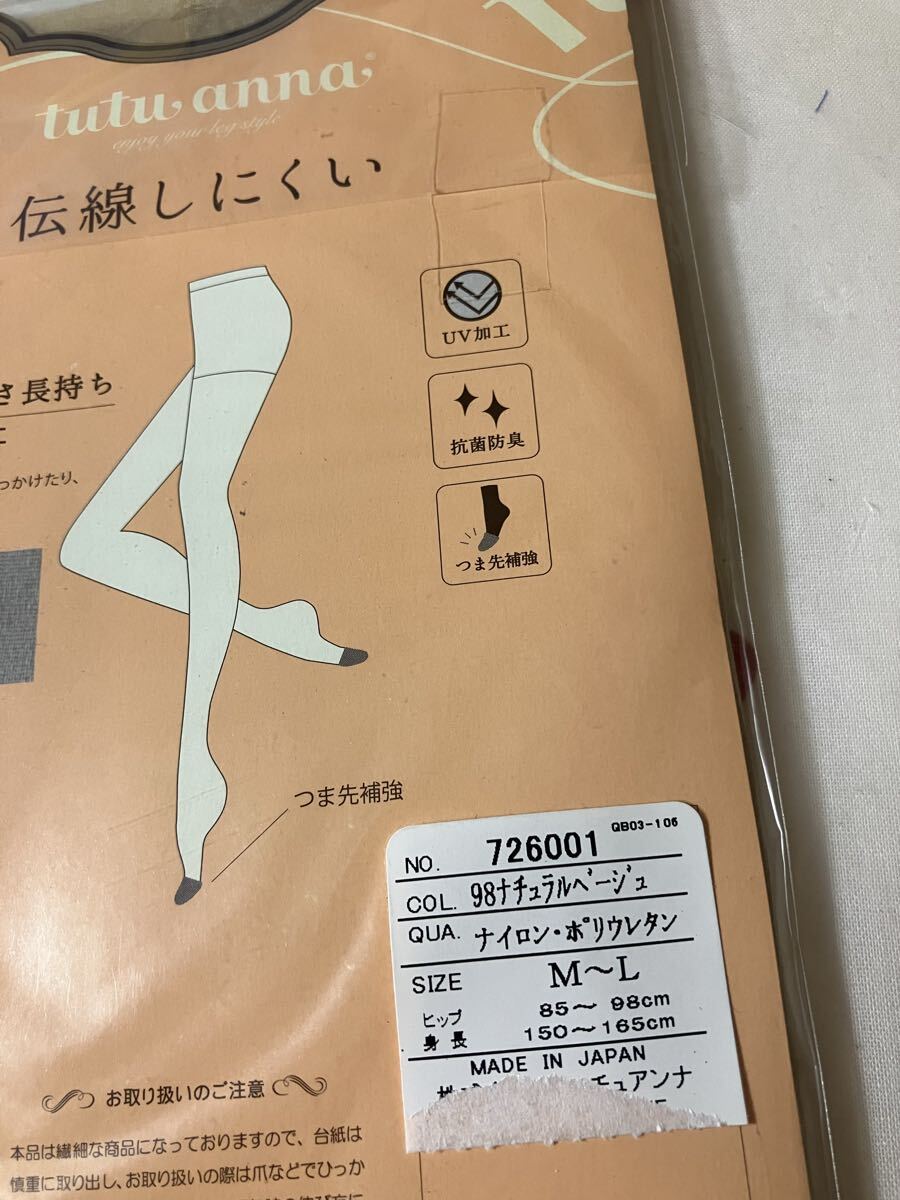 tutu anna
enjoy your leg style
伝線しにくい
UV加工
さ長持ち
抗菌防臭
っかけたり、
つま先補強
つま先補強
QB03-106
NO. 726001
COL. 98ナチュラルベージュ
QUA. ナイロン・ポリウレタン
SIZE M～L
ヒップ 85～98cm
身長 150～165cm
MADE IN JAPAN
チュアンナ
お取り扱いのご注意
本品は繊細な商品になっておりますので、台紙は
慎重に取り出し、お取り扱いの際は爪などでひっか